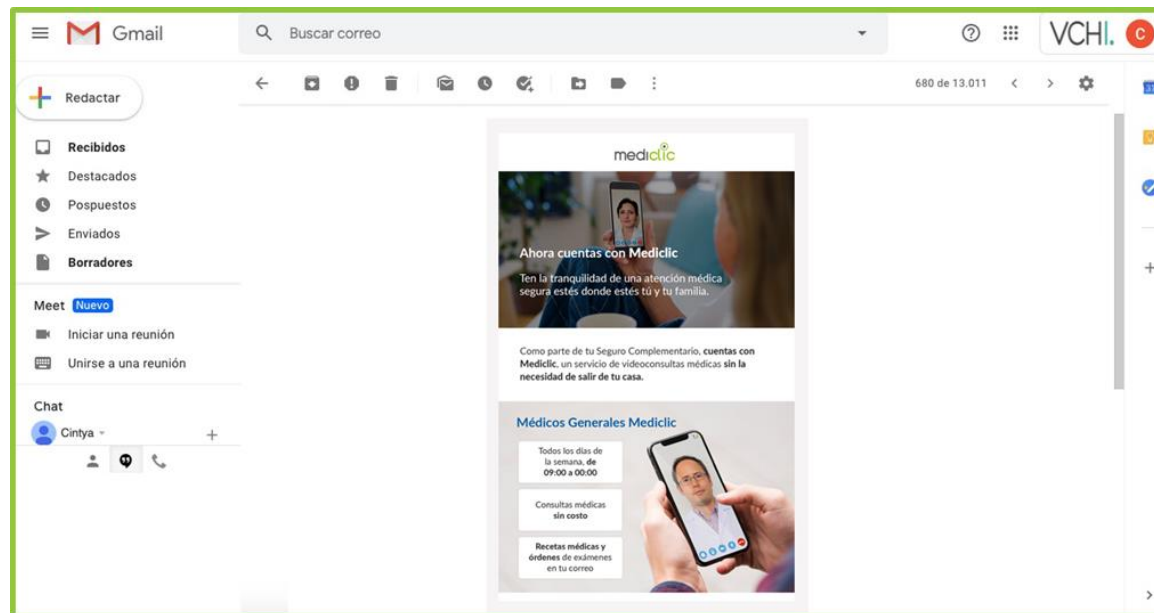 Gmail
Buscar correo
VCHI.
C
Redactar
680 de 13.011
Recibidos
Destacados
Pospuestos
Enviados
Borradores
Meet Nuevo
Iniciar una reunión
Unirse a una reunión
Chat
Cintya
mediclic
Ahora cuentas con Mediclic
Ten la tranquilidad de una atención médica
segura estés donde estés tú y tu familia.
Como parte de tu Seguro Complementario, cuentas con
Mediclic, un servicio de videoconsultas médicas sin la
necesidad de salir de tu casa.
Médicos Generales Mediclic
Todos los días de
la semana, de
09:00 a 00:00
Consultas médicas
sin costo
Recetas médicas y
órdenes de exámenes
en tu correo